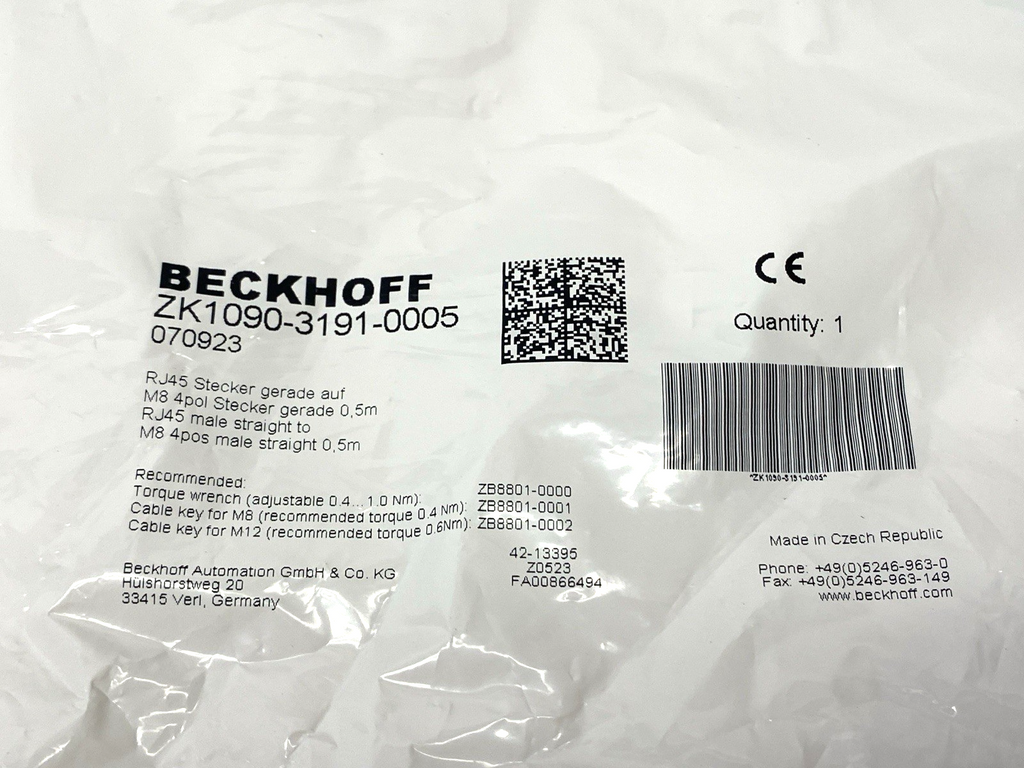 BECKHOFF
ZK1090-3191-0005
070923
RJ45 Stecker gerade auf
M8 4pol Stecker gerade 0,5m
RJ45 male straight to
M8 4pos male straight 0,5m
Recommended:
Torque wrench (adjustable 0.4...1.0 Nm): ZB8801-0000
Cable key for M8 (recommended torque 0.4 Nm): ZB8801-0001
Cable key for M12 (recommended torque 0.6Nm): ZB8801-0002
42-13395
Z0523
FA00866494
Beckhoff Automation GmbH & Co. KG
Hülshorstweg 20
33415 Verl, Germany
CE
Quantity: 1
*ZK1090-3191-0005*
Made in Czech Republic
Phone: +49(0)5246-963-0
Fax: +49(0)5246-963-149
www.beckhoff.com